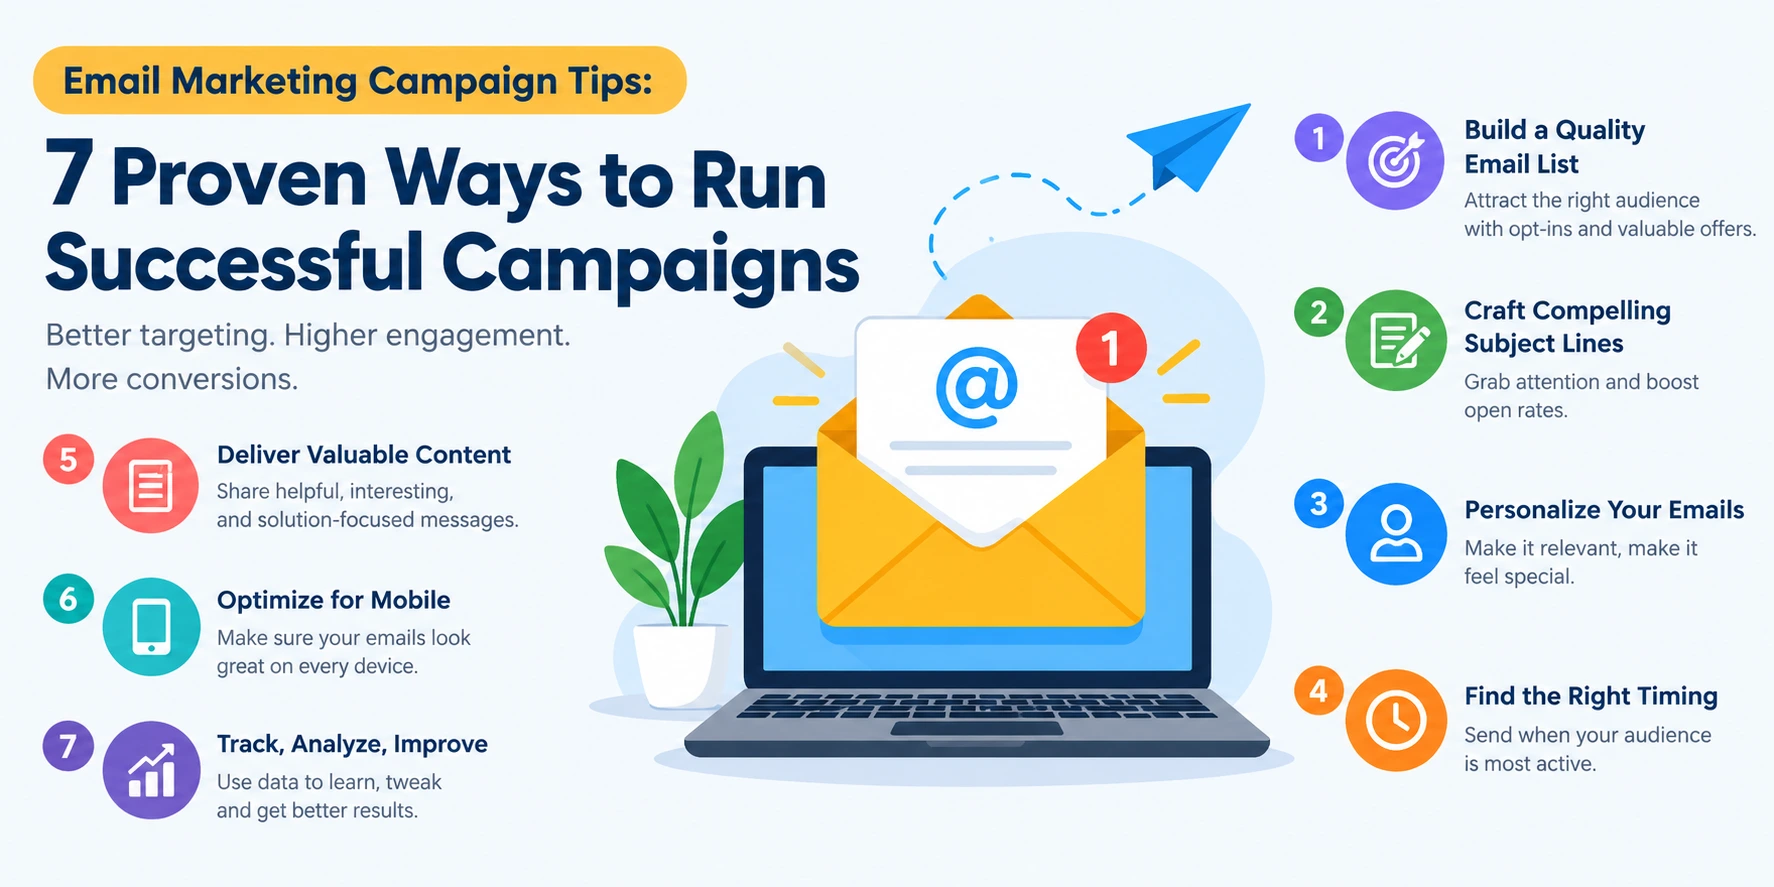 Email Marketing Campaign Tips:
7 Proven Ways to Run
Successful Campaigns
Better targeting. Higher engagement.
More conversions.
1
Build a Quality
Email List
Attract the right audience
with opt-ins and valuable offers.
2
Craft Compelling
Subject Lines
Grab attention and boost
open rates.
3
Personalize Your Emails
Make it relevant, make it
feel special.
4
Find the Right Timing
Send when your audience
is most active.
5
Deliver Valuable Content
Share helpful, interesting,
and solution-focused messages.
6
Optimize for Mobile
Make sure your emails look
great on every device.
7
Track, Analyze, Improve
Use data to learn, tweak
and get better results.
@
1